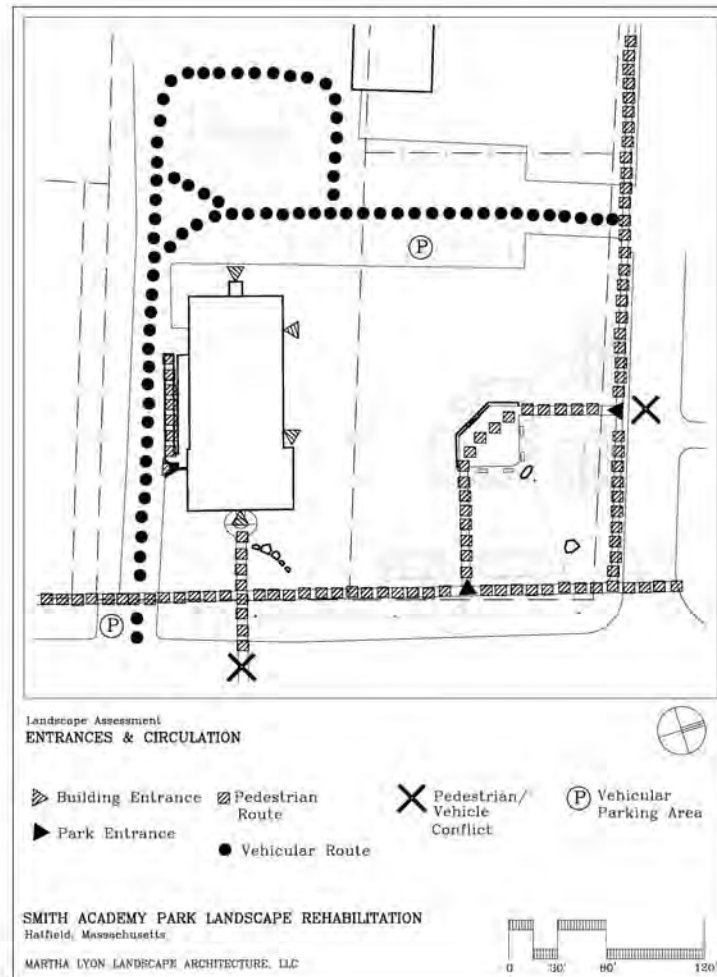 P
P
Landscape Assessment
ENTRANCES & CIRCULATION
Building Entrance
Pedestrian
Route
Pedestrian/
Vehicle
Conflict
P
Vehicular
Parking Area
Park Entrance
Vehicular Route
SMITH ACADEMY PARK LANDSCAPE REHABILITATION
Hatfield, Massachusetts
MARTHA LYON LANDSCAPE ARCHITECTURE, LLC
0 30' 60' 120'